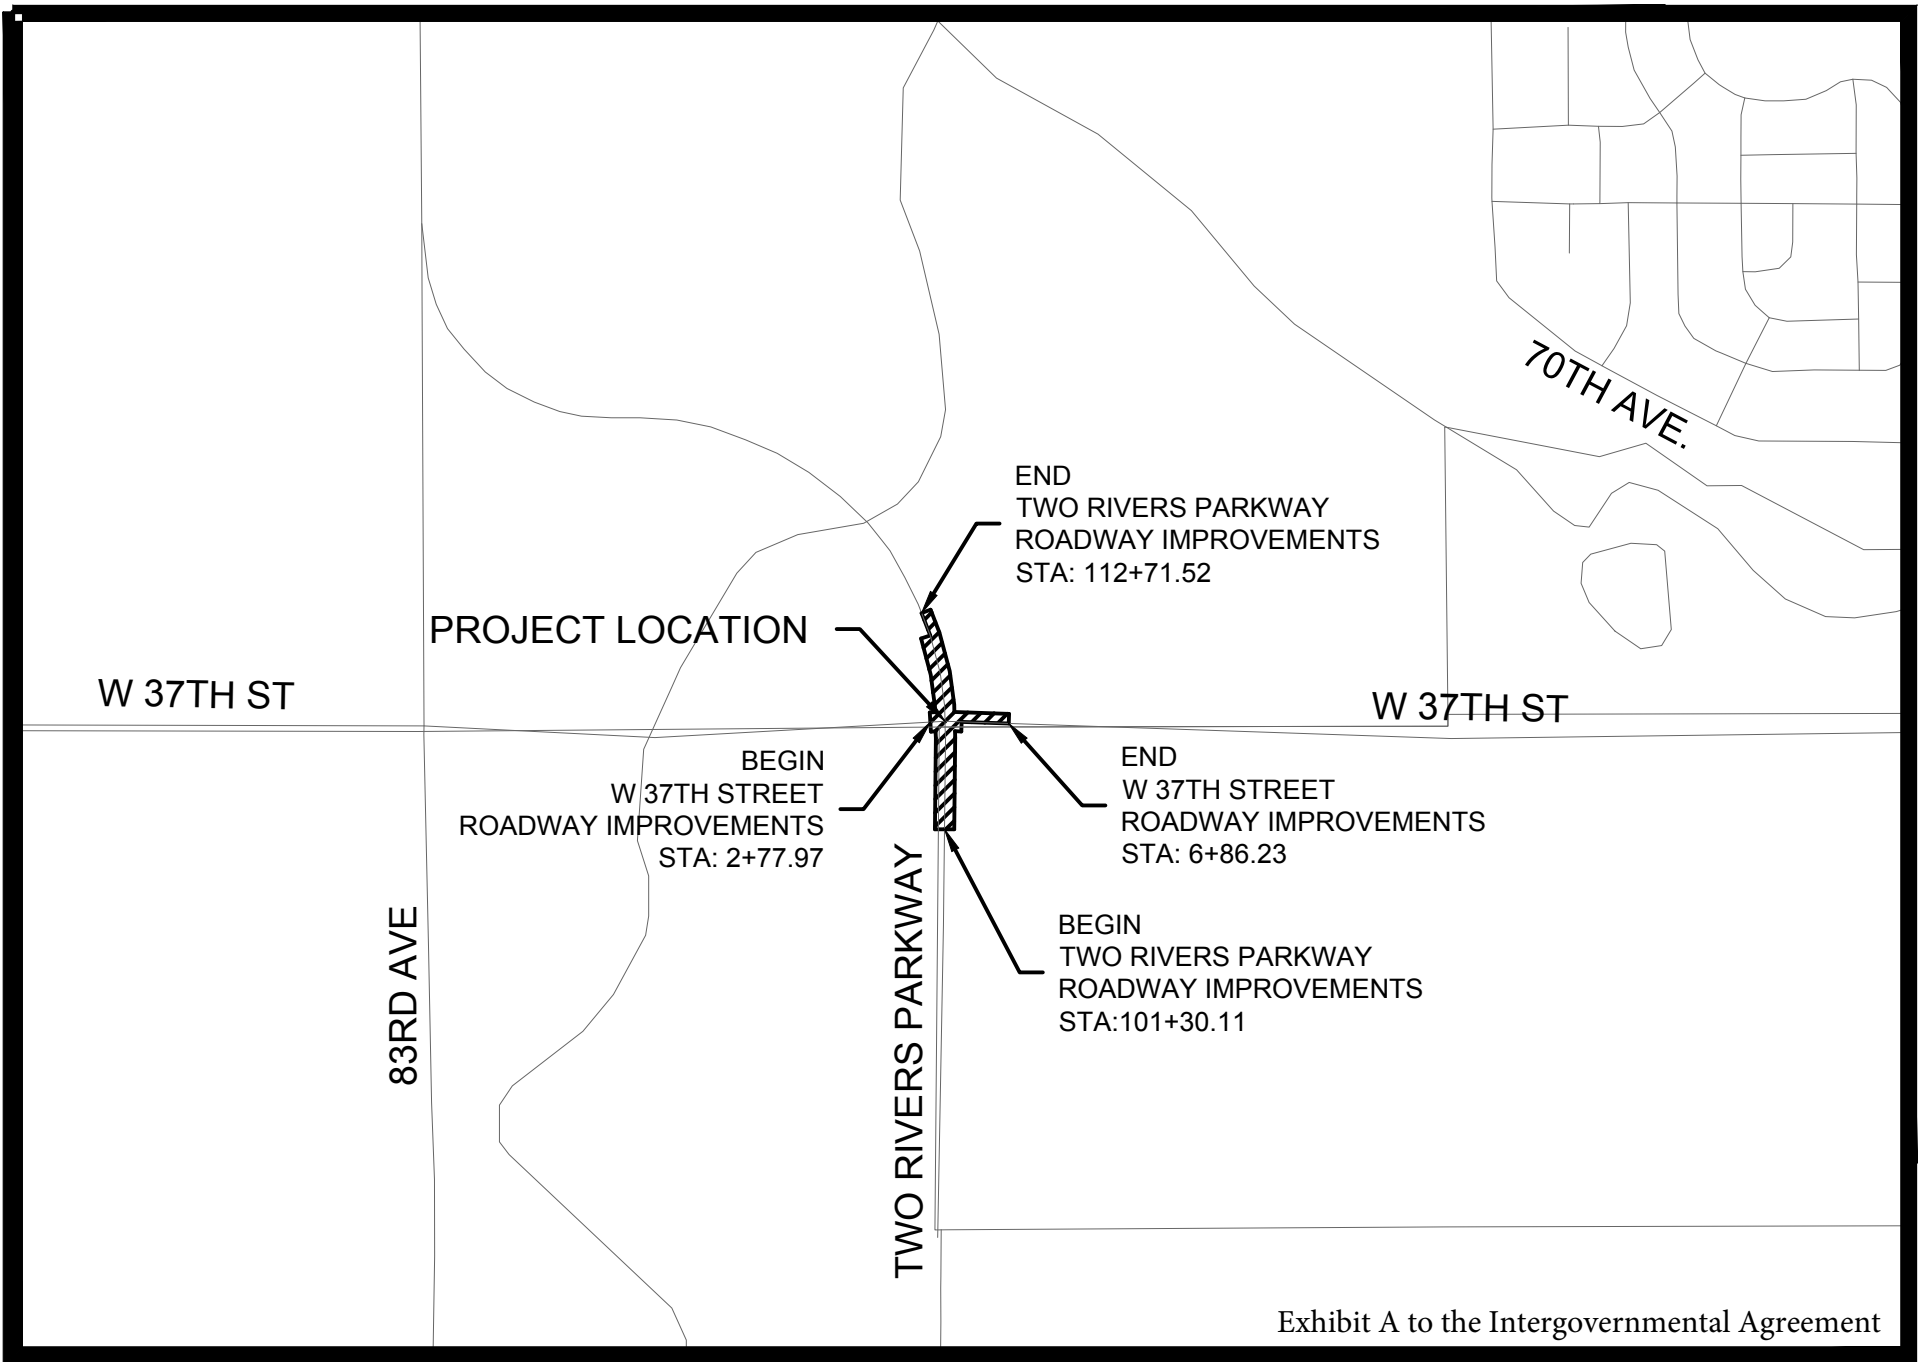 70TH AVE.
END
TWO RIVERS PARKWAY
ROADWAY IMPROVEMENTS
STA: 112+71.52
PROJECT LOCATION
W 37TH ST
W 37TH ST
BEGIN
W 37TH STREET
ROADWAY IMPROVEMENTS
STA: 2+77.97
END
W 37TH STREET
ROADWAY IMPROVEMENTS
STA: 6+86.23
83RD AVE
TWO RIVERS PARKWAY
BEGIN
TWO RIVERS PARKWAY
ROADWAY IMPROVEMENTS
STA:101+30.11
Exhibit A to the Intergovernmental Agreement